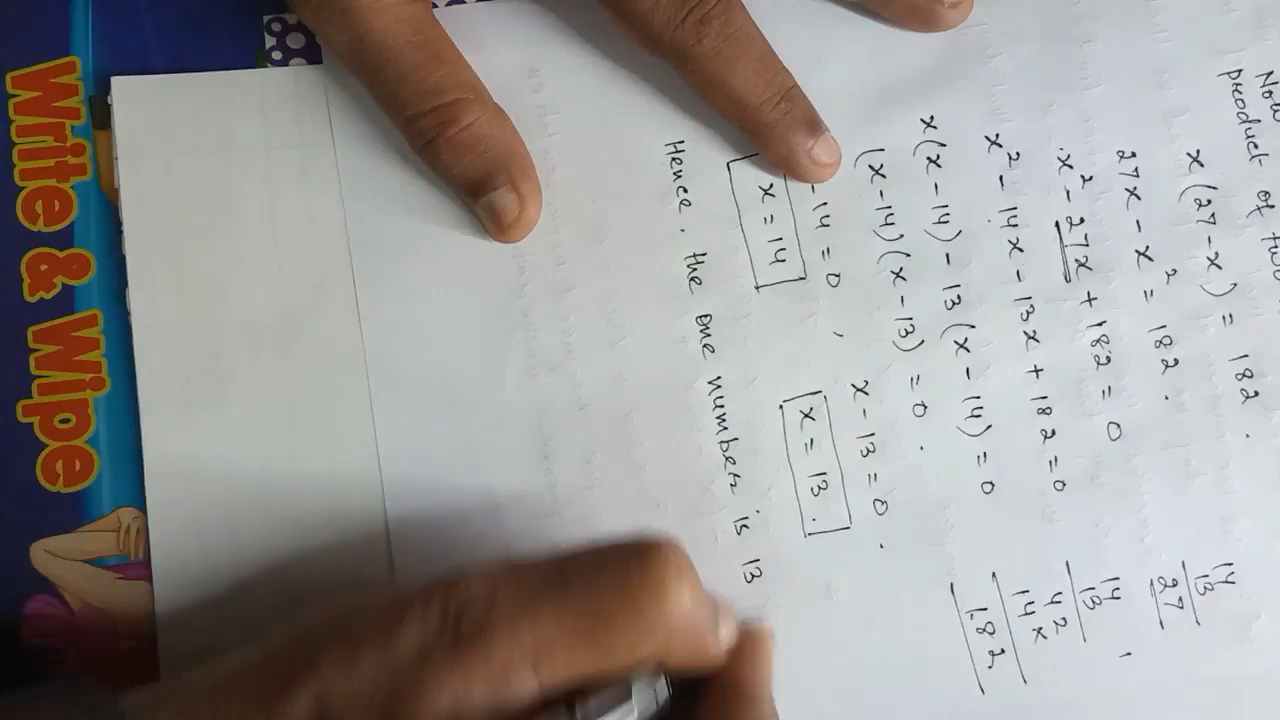 Now
product of two
x(27-x) = 182.
27x - x² = 182.
x² - 27x + 182 = 0
x² - 14x - 13x + 182 = 0
x(x-14) - 13(x-14) = 0
(x-14)(x-13) = 0.
-14 = 0, x-13 = 0.
x = 14 x = 13.
Hence. the one number is 13
14
13
27
14
13
42
14x
182
Write & Wipe